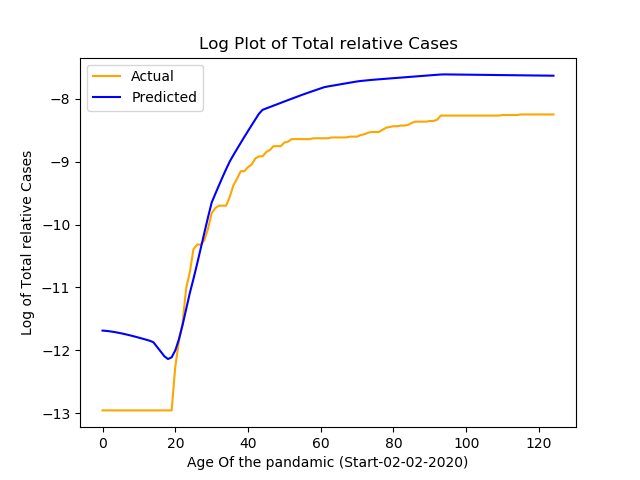 Log Plot of Total relative Cases
Actual
Predicted
−8
−9
−10
−11
−12
−13
Log of Total relative Cases
0 20 40 60 80 100 120
Age Of the pandamic (Start-02-02-2020)